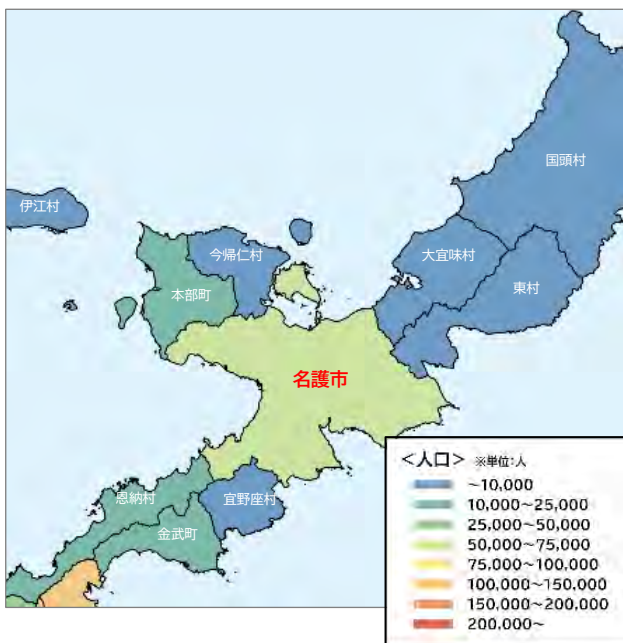 国頭村
伊江村
今帰仁村
大宜味村
本部町
東村
名護市
恩納村
宜野座村
金武町
<人口> ※単位:人
~10,000
10,000~25,000
25,000~50,000
50,000~75,000
75,000~100,000
100,000~150,000
150,000~200,000
200,000~